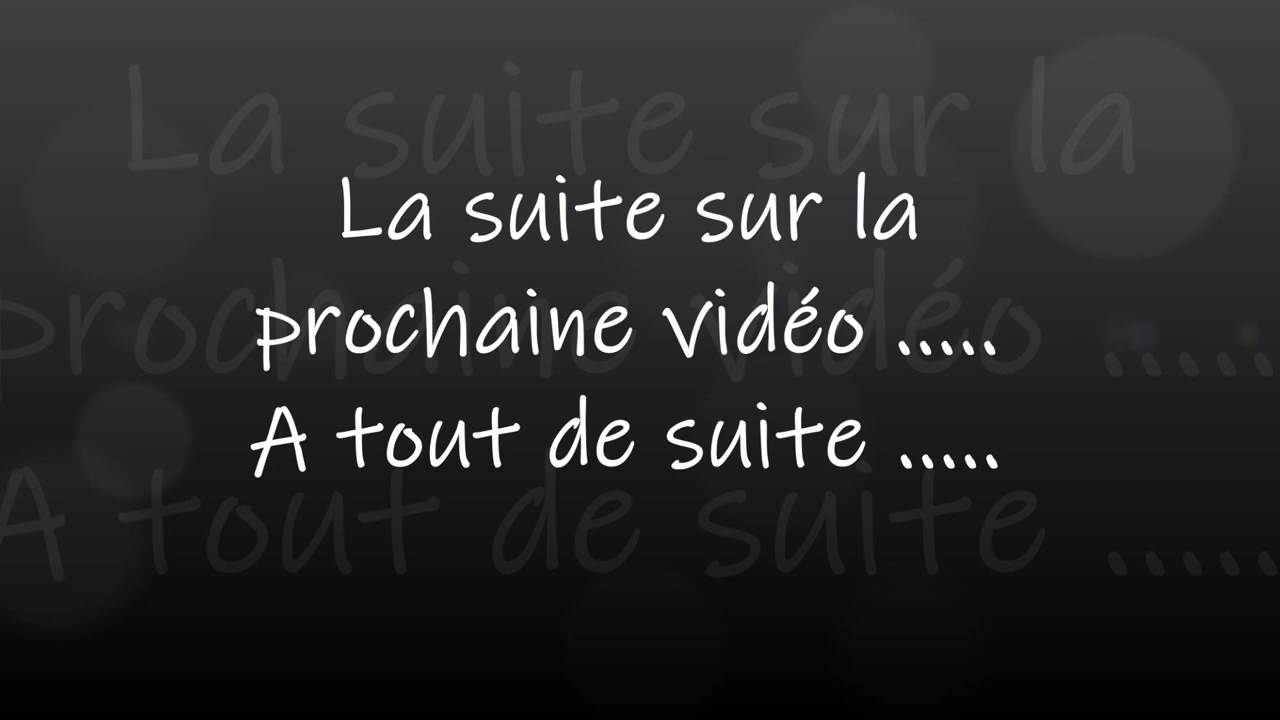 La suite sur la
prochaine vidéo .....
A tout de suite .....